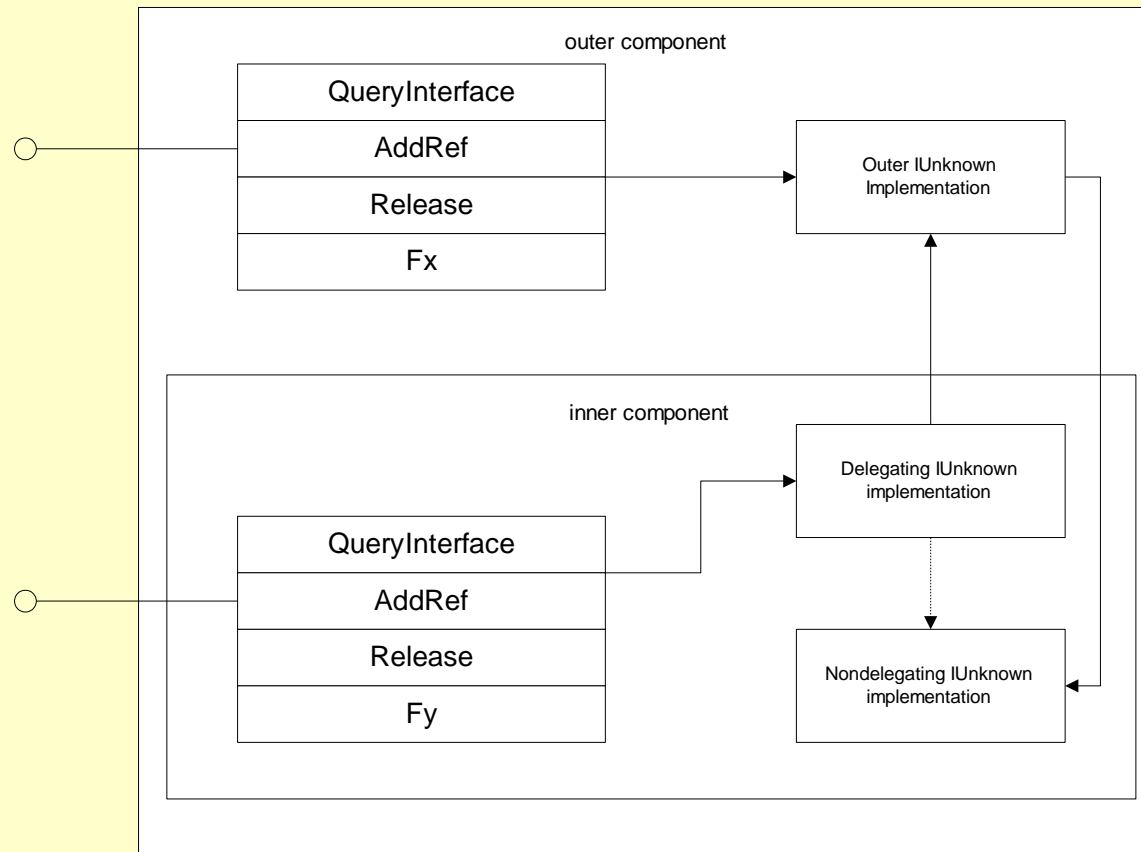 outer component
QueryInterface
AddRef
Release
Fx
Outer IUnknown
Implementation
inner component
Delegating IUnknown
implementation
QueryInterface
AddRef
Release
Fy
Nondelegating IUnknown
implementation